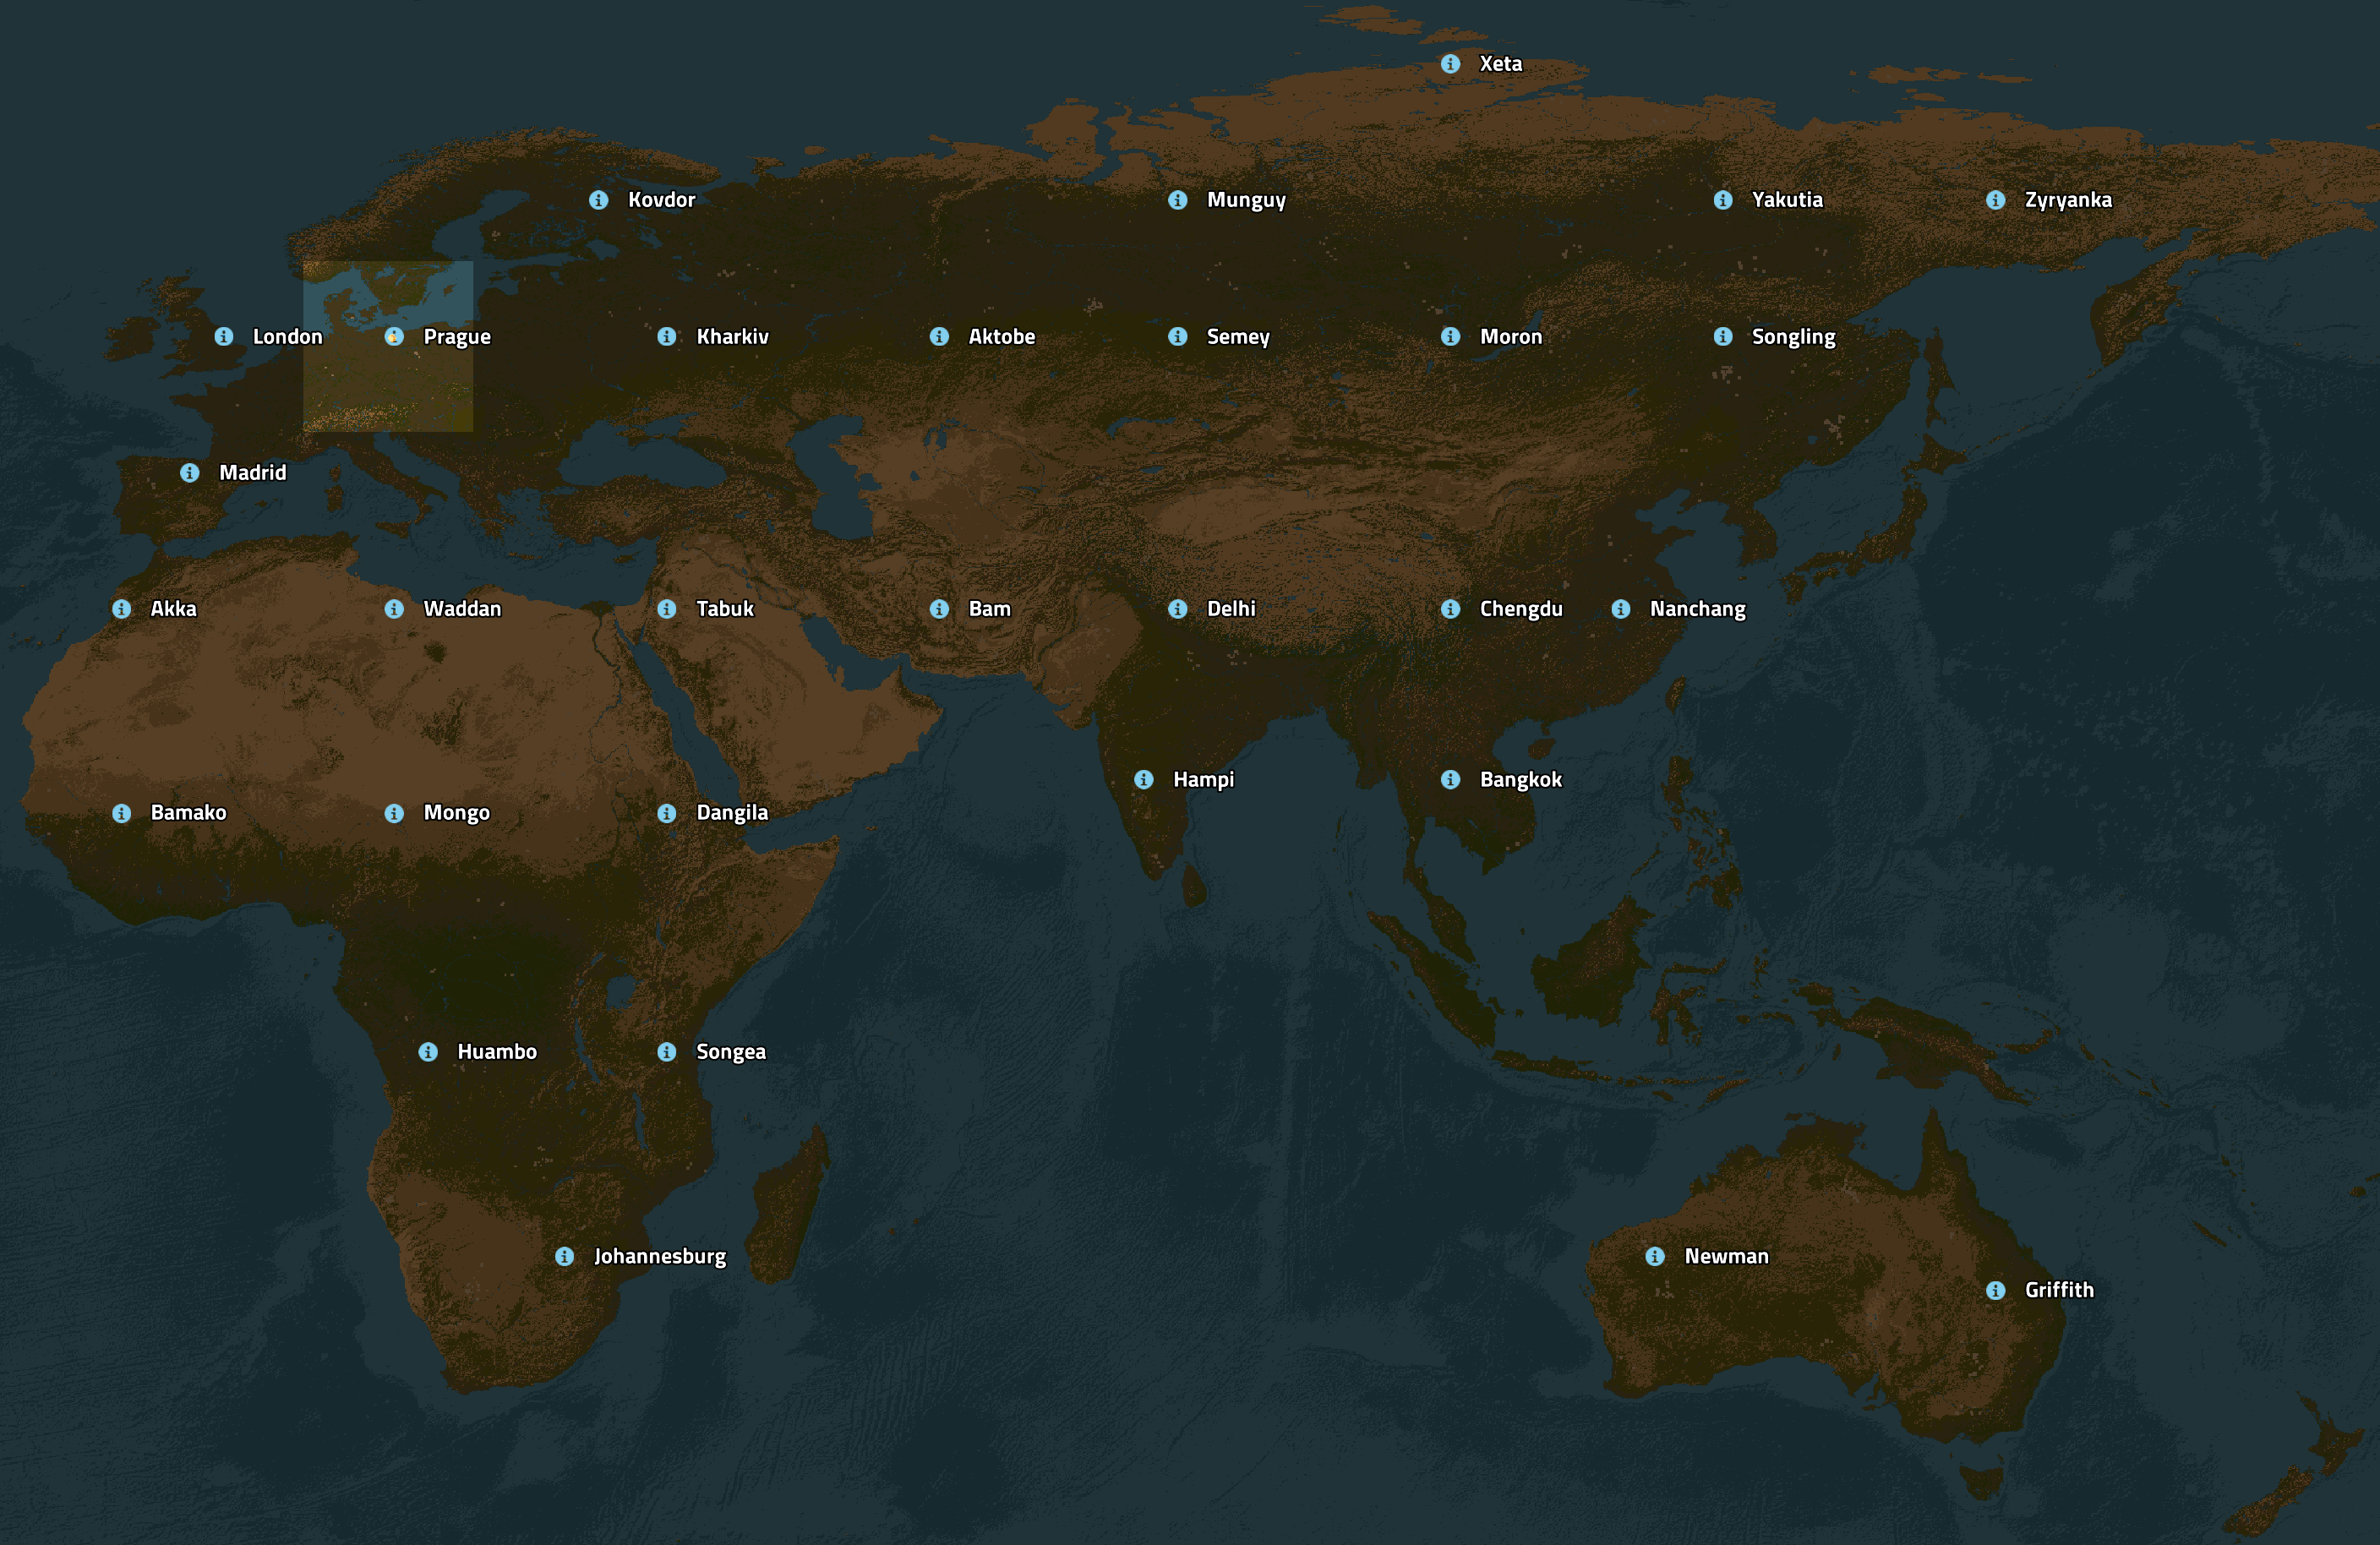 Xeta
Kovdor
Munguy
Yakutia
Zyryanka
London
Prague
Kharkiv
Aktobe
Semey
Moron
Songling
Madrid
Akka
Waddan
Tabuk
Bam
Delhi
Chengdu
Nanchang
Hampi
Bangkok
Bamako
Mongo
Dangila
Huambo
Songea
Johannesburg
Newman
Griffith